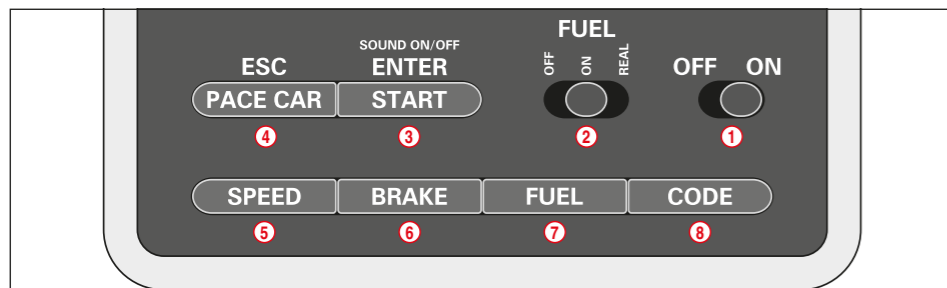 FUEL
SOUND ON/OFF
ESC ENTER OFF ON REAL OFF ON
PACE CAR START
4 3 2 1
SPEED BRAKE FUEL CODE
5 6 7 8